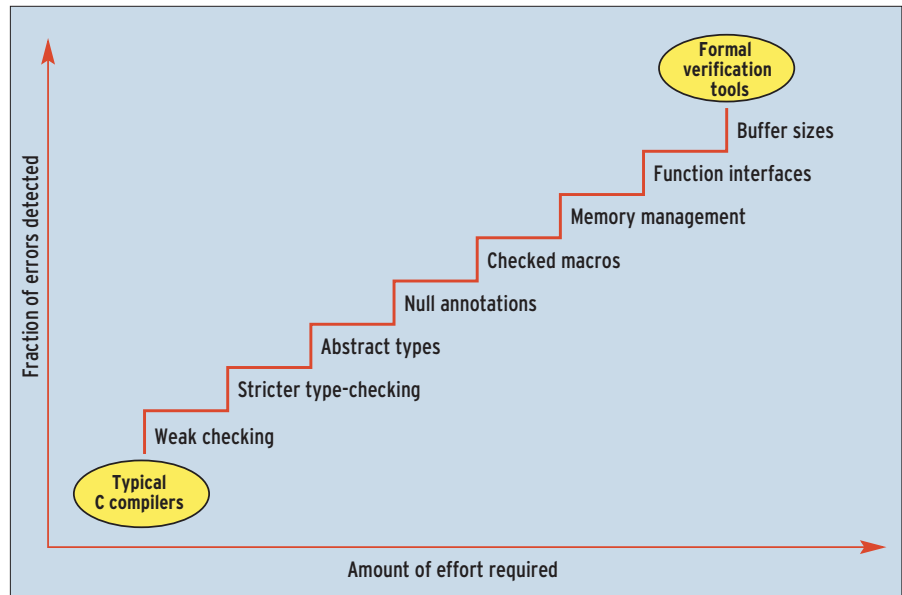 Formal
verification
tools
Buffer sizes
Function interfaces
Memory management
Checked macros
Null annotations
Abstract types
Stricter type-checking
Weak checking
Typical
C compilers
Fraction of errors detected
Amount of effort required